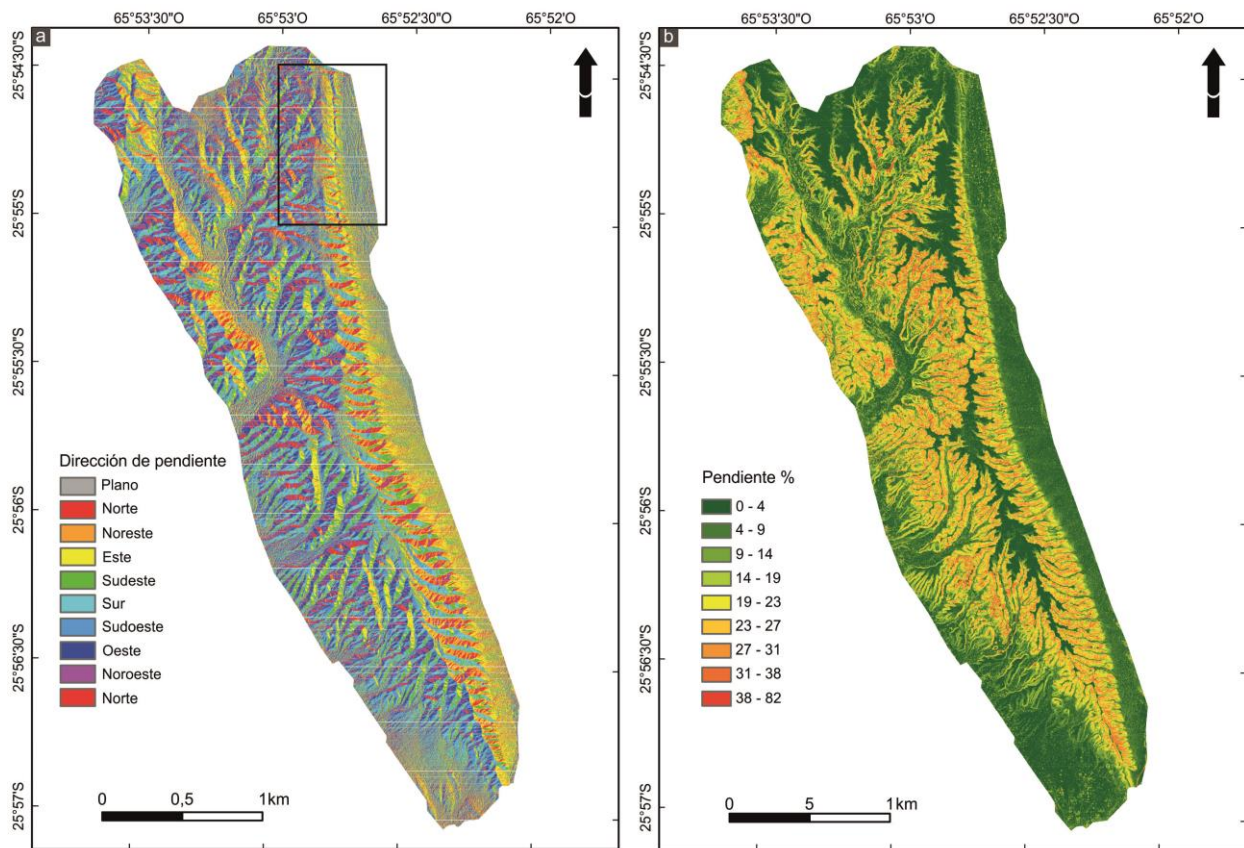 65°53'30"O 65°53'O 65°52'30"O 65°52'O
a
25°54'30"S
25°55'S
25°55'30"S
25°56'S
25°56'30"S
25°57'S
Dirección de pendiente
Plano
Norte
Noreste
Este
Sudeste
Sur
Sudoeste
Oeste
Noroeste
Norte
0 0,5 1km
65°53'30"O 65°53'O 65°52'30"O 65°52'O
b
25°54'30"S
25°55'S
25°55'30"S
25°56'S
25°56'30"S
25°57'S
Pendiente %
0 - 4
4 - 9
9 - 14
14 - 19
19 - 23
23 - 27
27 - 31
31 - 38
38 - 82
0 5 1km